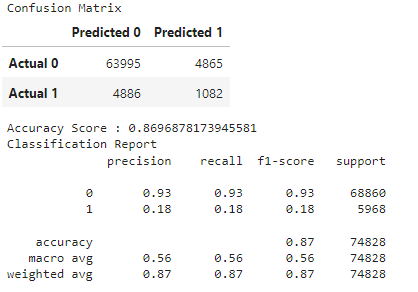 Confusion Matrix
Predicted 0 Predicted 1
Actual 0 63995 4865
Actual 1 4886 1082
Accuracy Score : 0.8696878173945581
Classification Report
precision recall f1-score support
0 0.93 0.93 0.93 68860
1 0.18 0.18 0.18 5968
accuracy 0.87 74828
macro avg 0.56 0.56 0.56 74828
weighted avg 0.87 0.87 0.87 74828